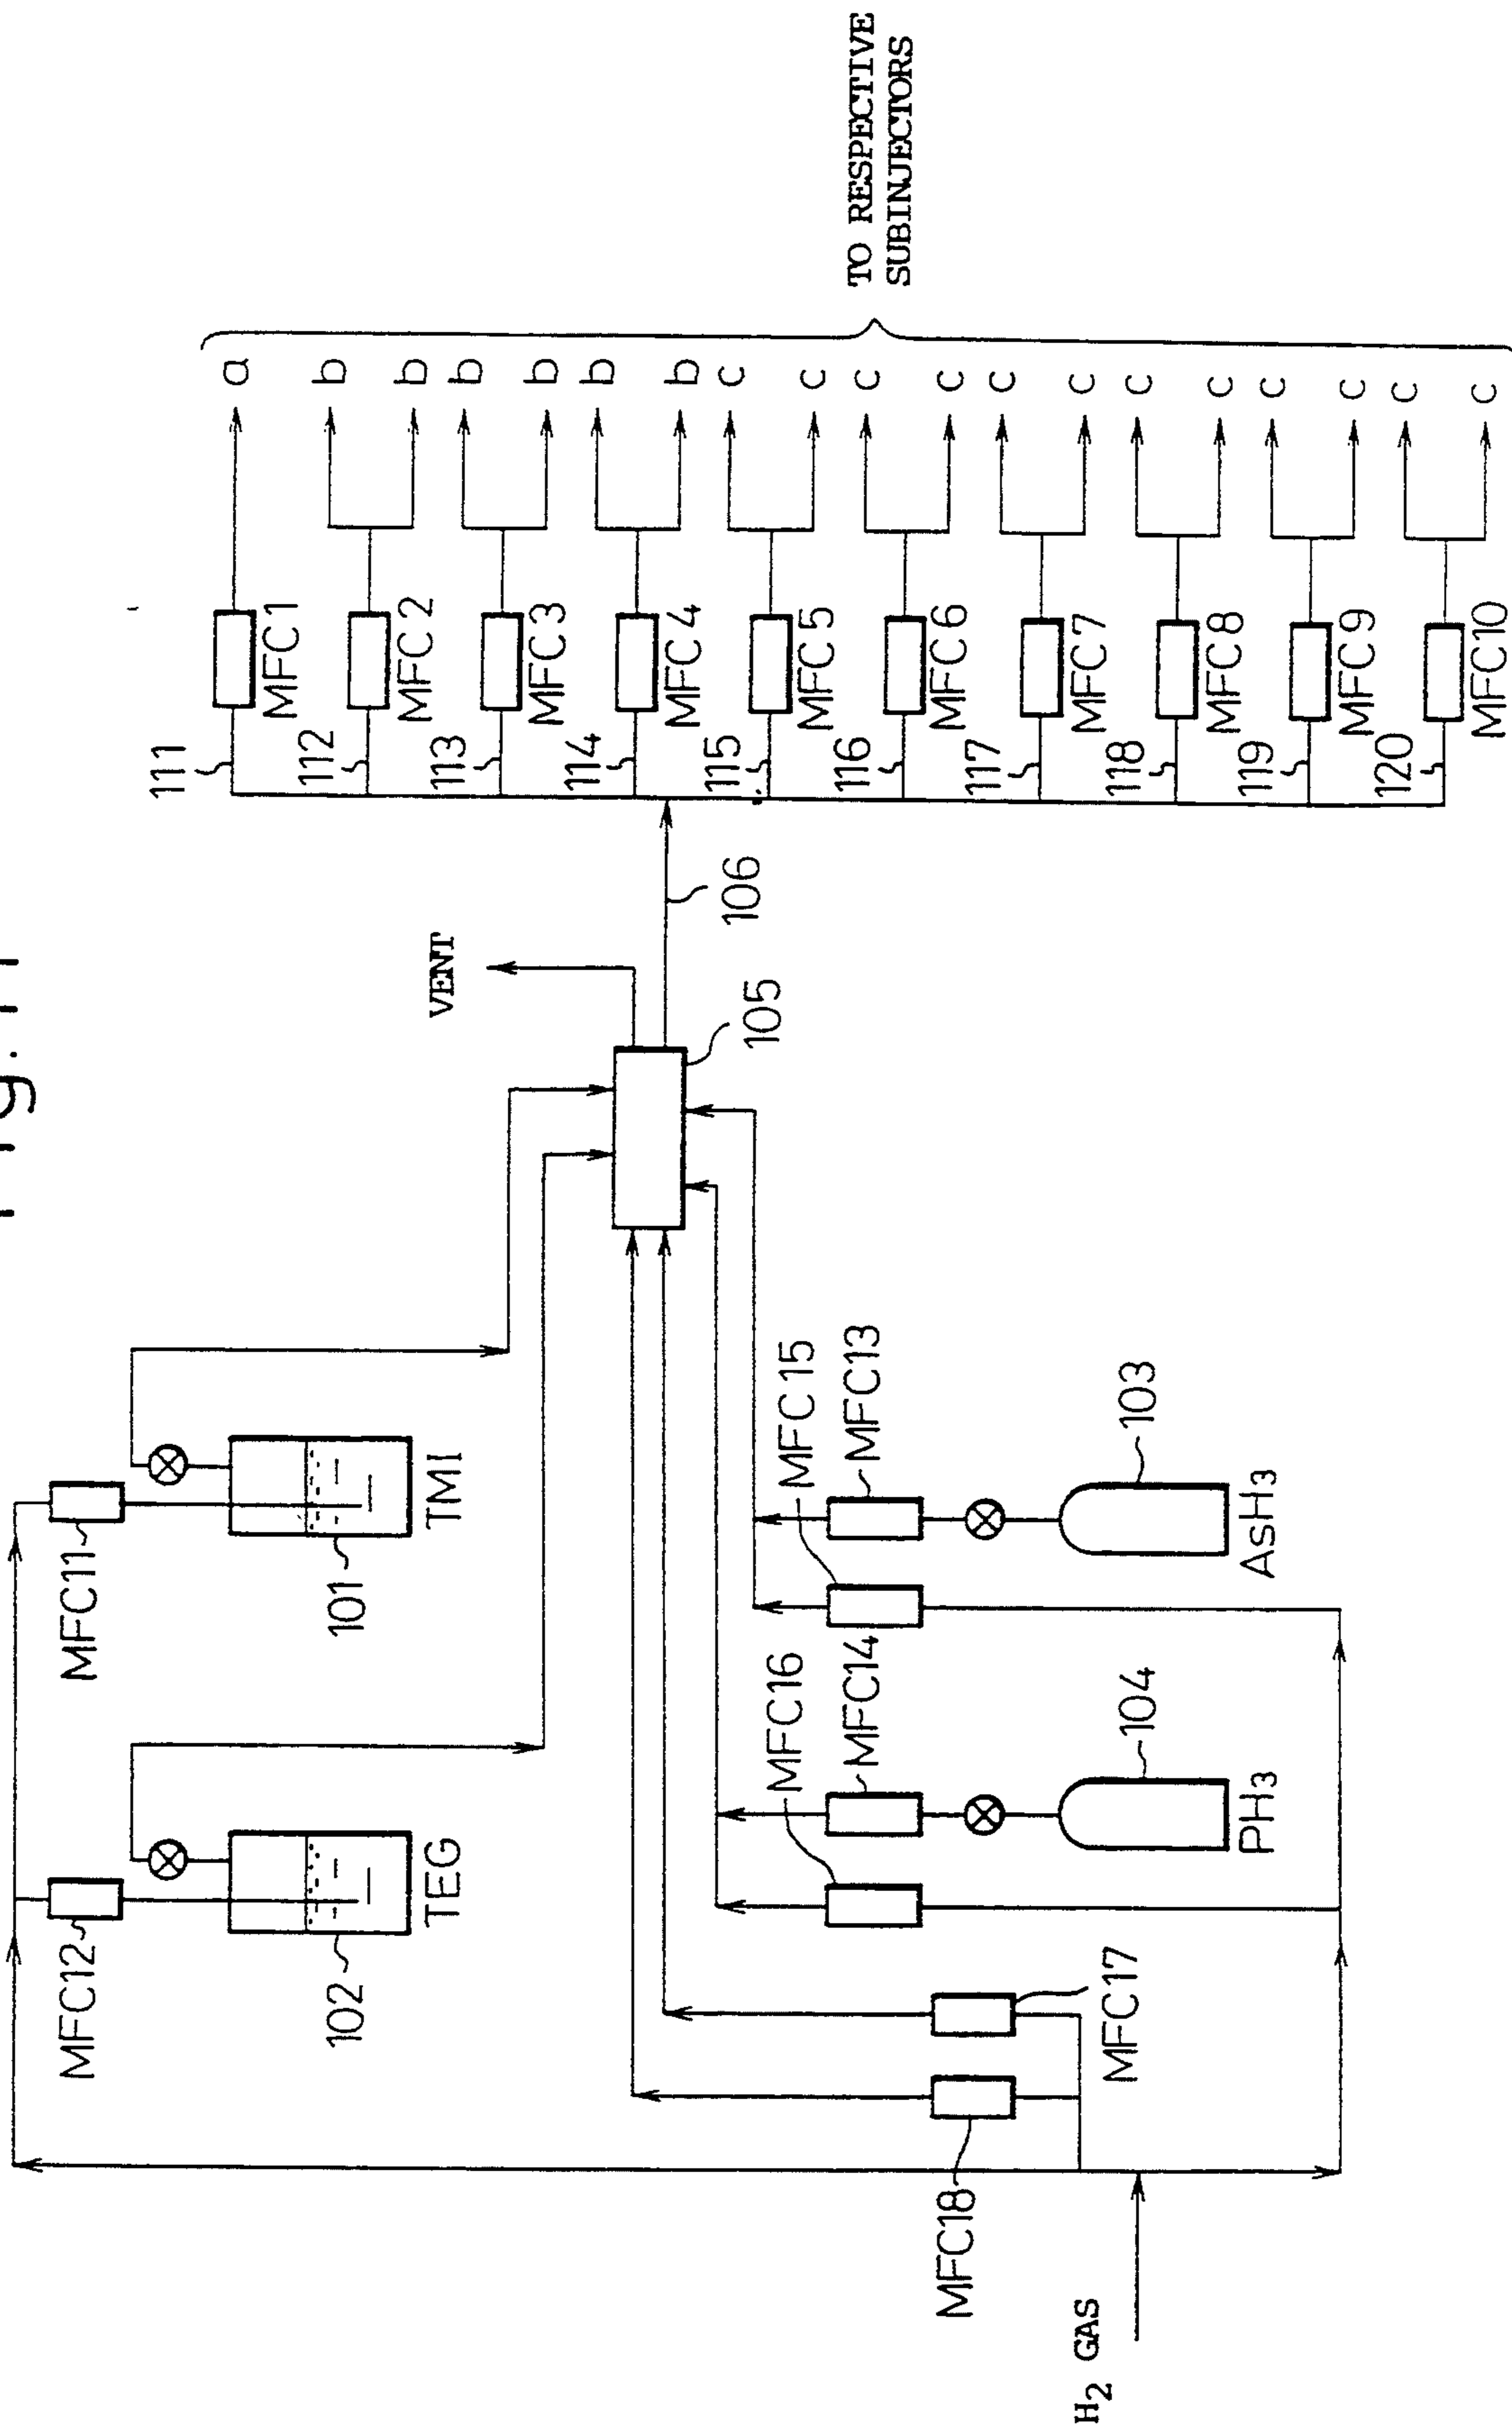 Fig. 11
MFC11
101
TMI
MFC12
102
TEG
VENT
105
106
111
MFC1
a
112
MFC2
b
b
113
MFC3
b
b
114
MFC4
b
b
115
MFC5
c
c
116
MFC6
c
c
117
MFC7
c
c
118
MFC8
c
c
119
MFC9
c
c
120
MFC10
c
c
TO RESPECTIVE
SUBINJECTORS
MFC15
MFC13
103
AsH3
MFC16
MFC14
104
PH3
MFC17
MFC18
H2 GAS